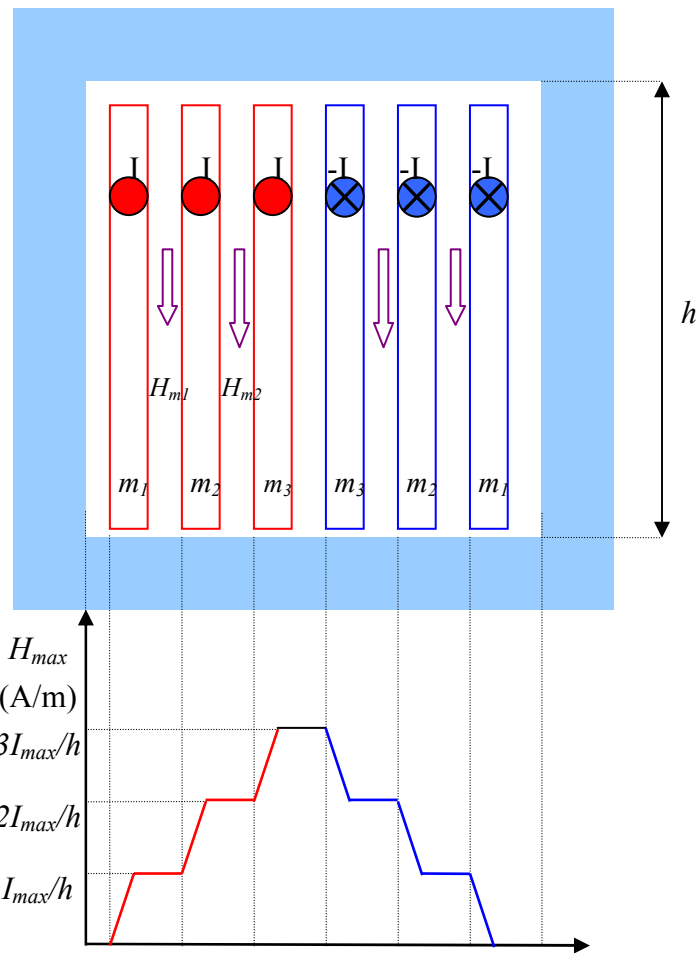 I I I -I -I -I
h
H_{m1} H_{m2}
m_1 m_2 m_3 m_3 m_2 m_1
H_{max}
(A/m)
3I_{max}/h
2I_{max}/h
I_{max}/h